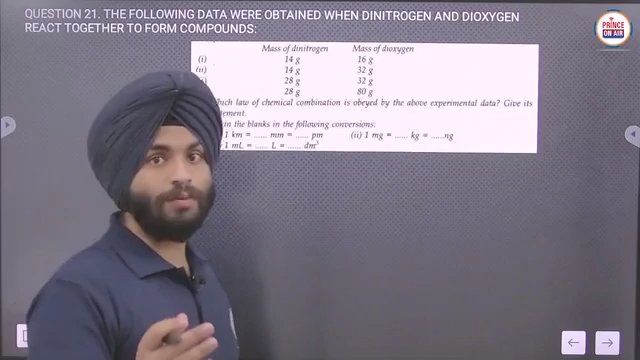 QUESTION 21. THE FOLLOWING DATA WERE OBTAINED WHEN DINITROGEN AND DIOXYGEN
REACT TOGETHER TO FORM COMPOUNDS:
PRINCE
ON AIR
Mass of dinitrogen Mass of dioxygen
(i) 14 g 16 g
(ii) 14 g 32 g
28 g 32 g
28 g 80 g
law of chemical combination is obeyed by the above experimental data? Give its
in the blanks in the following conversions:
1 km = ...... mm = ...... pm (ii) 1 mg = ...... kg = ......ng
1 mL = ...... L = ...... dm³